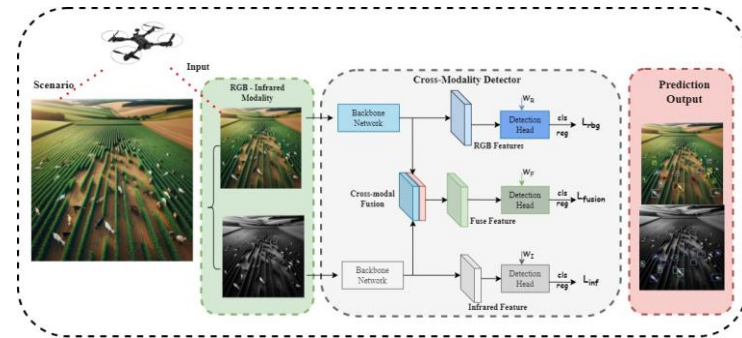 Scenario
Input
RGB - Infrared
Modality
Cross-Modality Detector
Prediction
Output
Backbone
Network
RGB Features
W_R
Detection
Head
cls
reg
L_rbg
Cross-modal
Fusion
Fuse Feature
W_F
Detection
Head
cls
reg
L_fusion
Backbone
Network
Infrared Feature
W_I
Detection
Head
cls
reg
L_inf